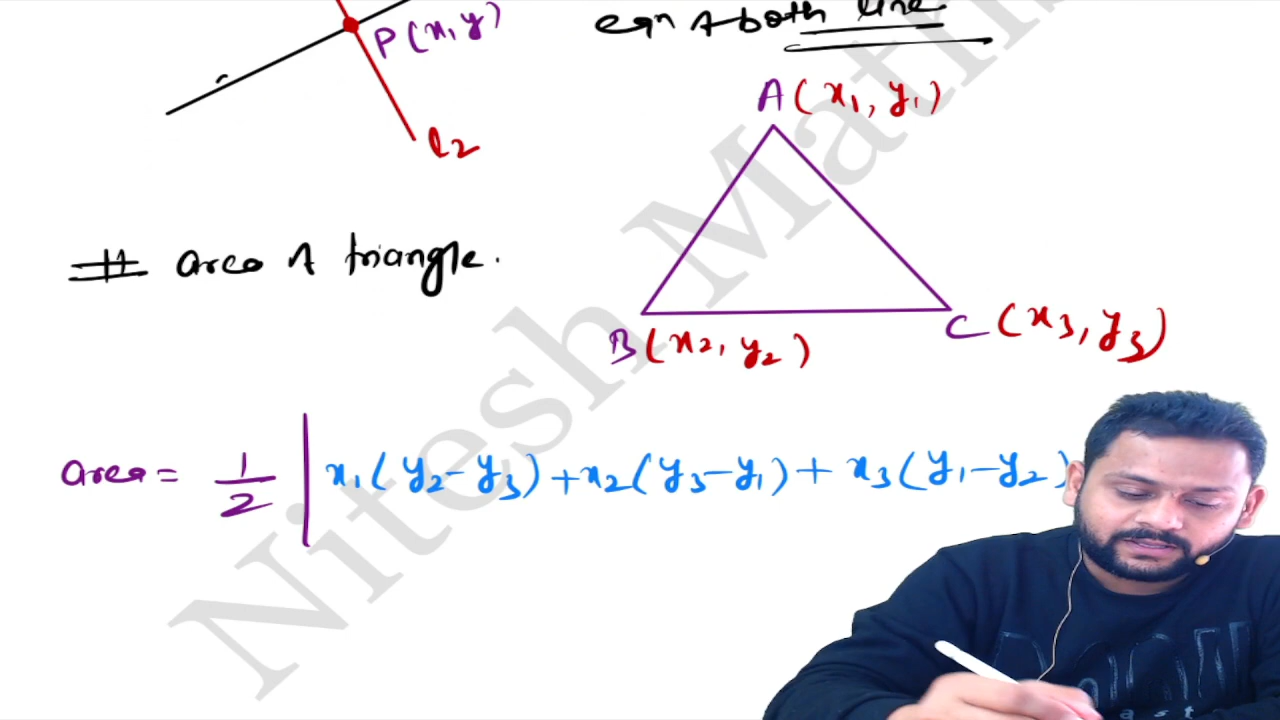 P(x,y)
eqn of both line
l2
A(x1, y1)
# area of triangle.
B(x2, y2)
C(x3, y3)
area = 1/2 | x1(y2-y3)+x2(y3-y1)+x3(y1-y2)
Nitesh Math